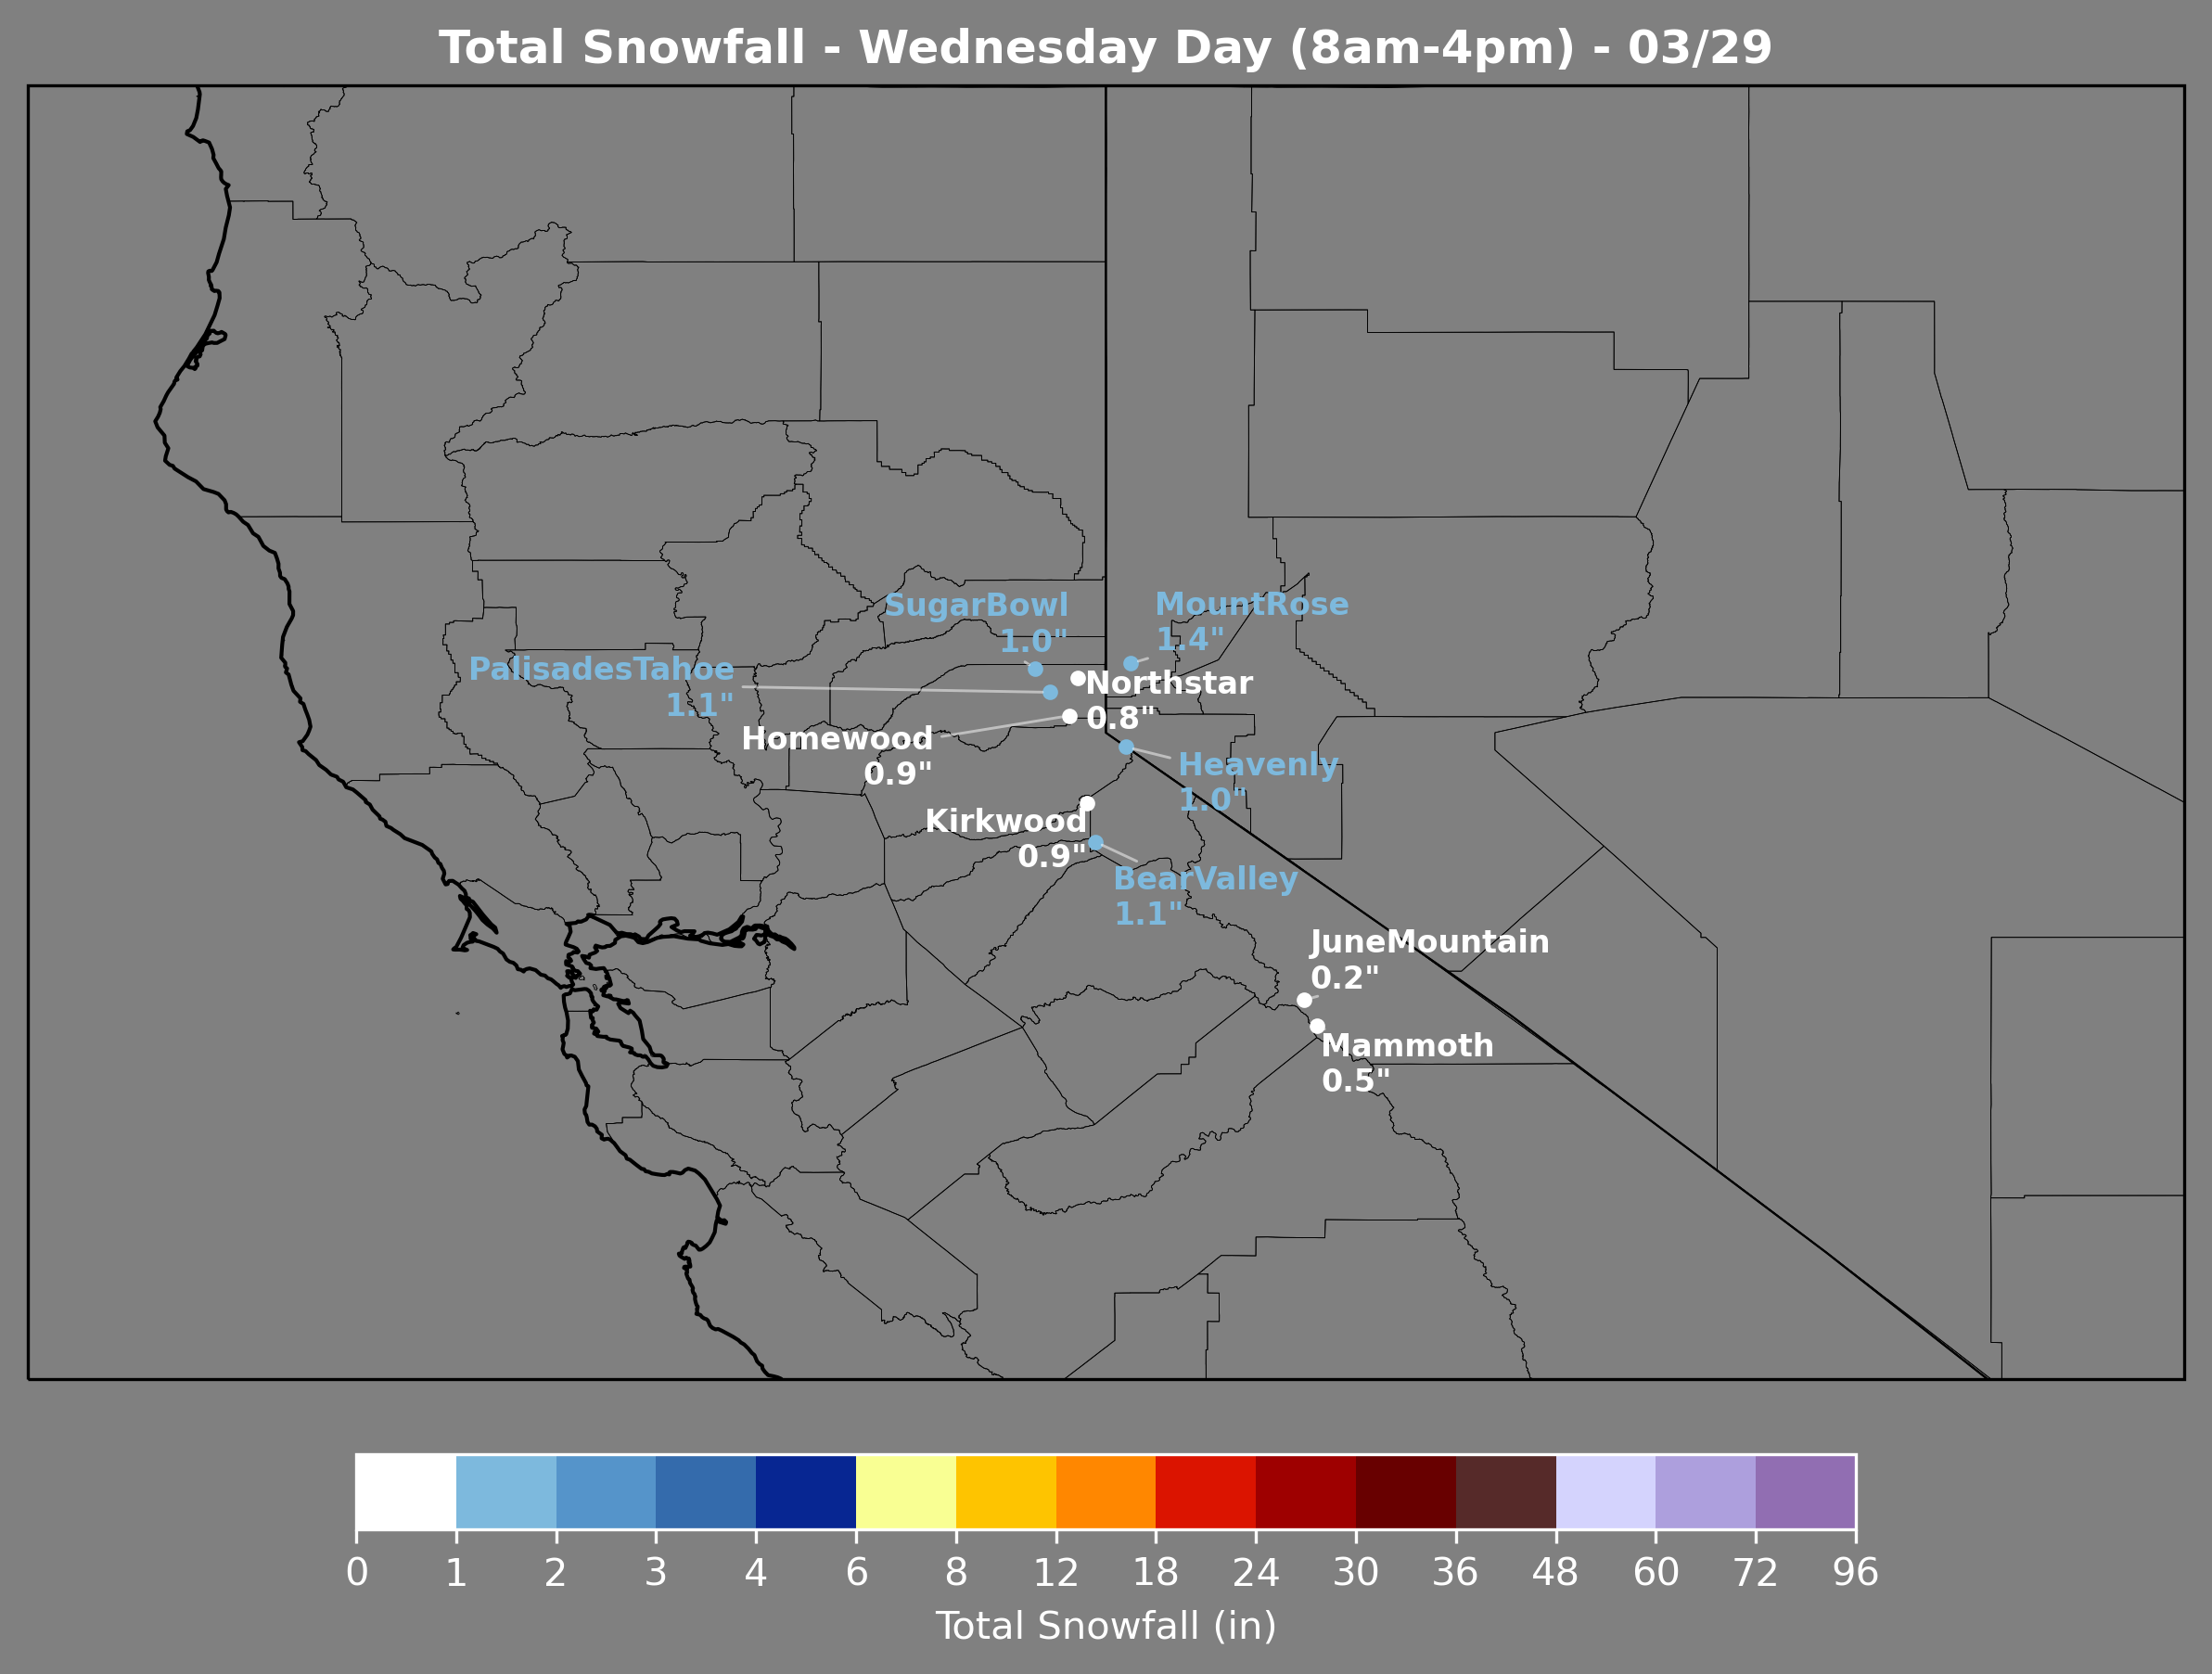 Total Snowfall - Wednesday Day (8am-4pm) - 03/29
SugarBowl
1.0"
MountRose
1.4"
PalisadesTahoe
1.1"
Northstar
0.8"
Homewood
0.9"
Heavenly
1.0"
Kirkwood
0.9"
BearValley
1.1"
JuneMountain
0.2"
Mammoth
0.5"
0 1 2 3 4 6 8 12 18 24 30 36 48 60 72 96
Total Snowfall (in)